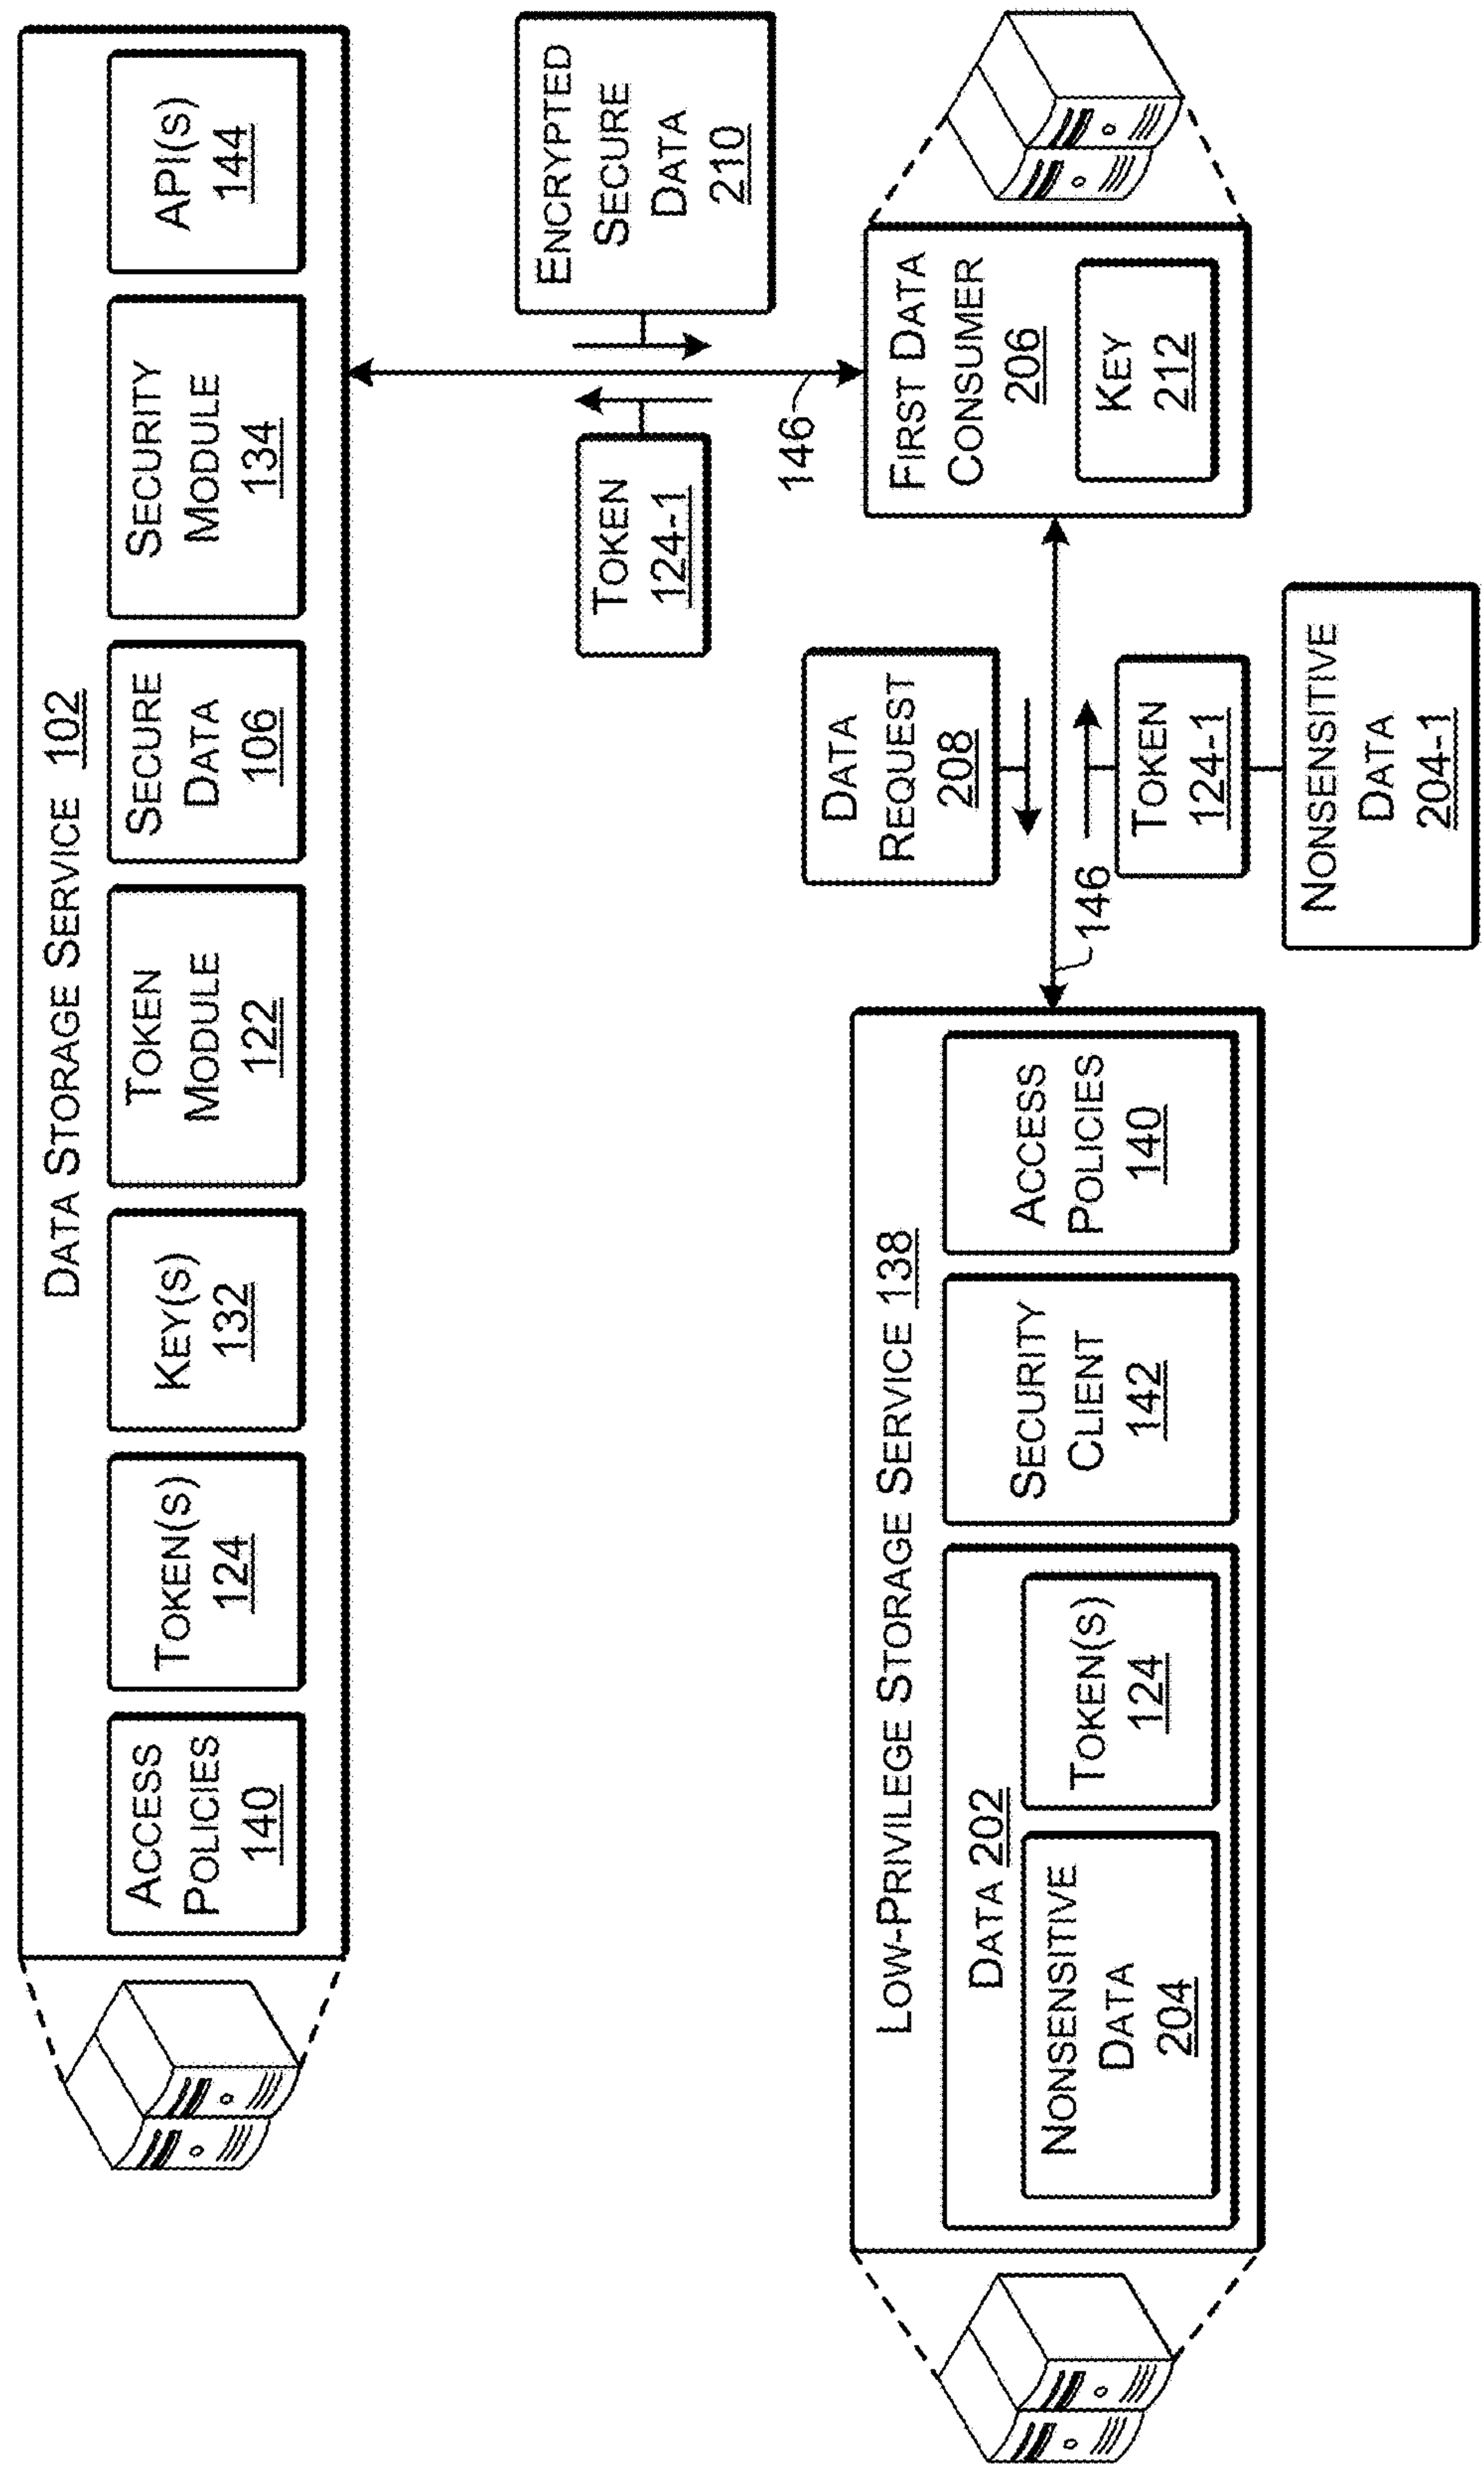 DATA STORAGE SERVICE 102
ACCESS
POLICIES
140
TOKEN(S)
124
KEY(S)
132
TOKEN
MODULE
122
SECURE
DATA
106
SECURITY
MODULE
134
API(S)
144
TOKEN
124-1
ENCRYPTED
SECURE
DATA
210
146
LOW-PRIVILEGE STORAGE SERVICE 138
DATA 202
NONSENSITIVE
DATA
204
TOKEN(S)
124
SECURITY
CLIENT
142
ACCESS
POLICIES
140
DATA
REQUEST
208
146
TOKEN
124-1
NONSENSITIVE
DATA
204-1
FIRST DATA
CONSUMER
206
KEY
212